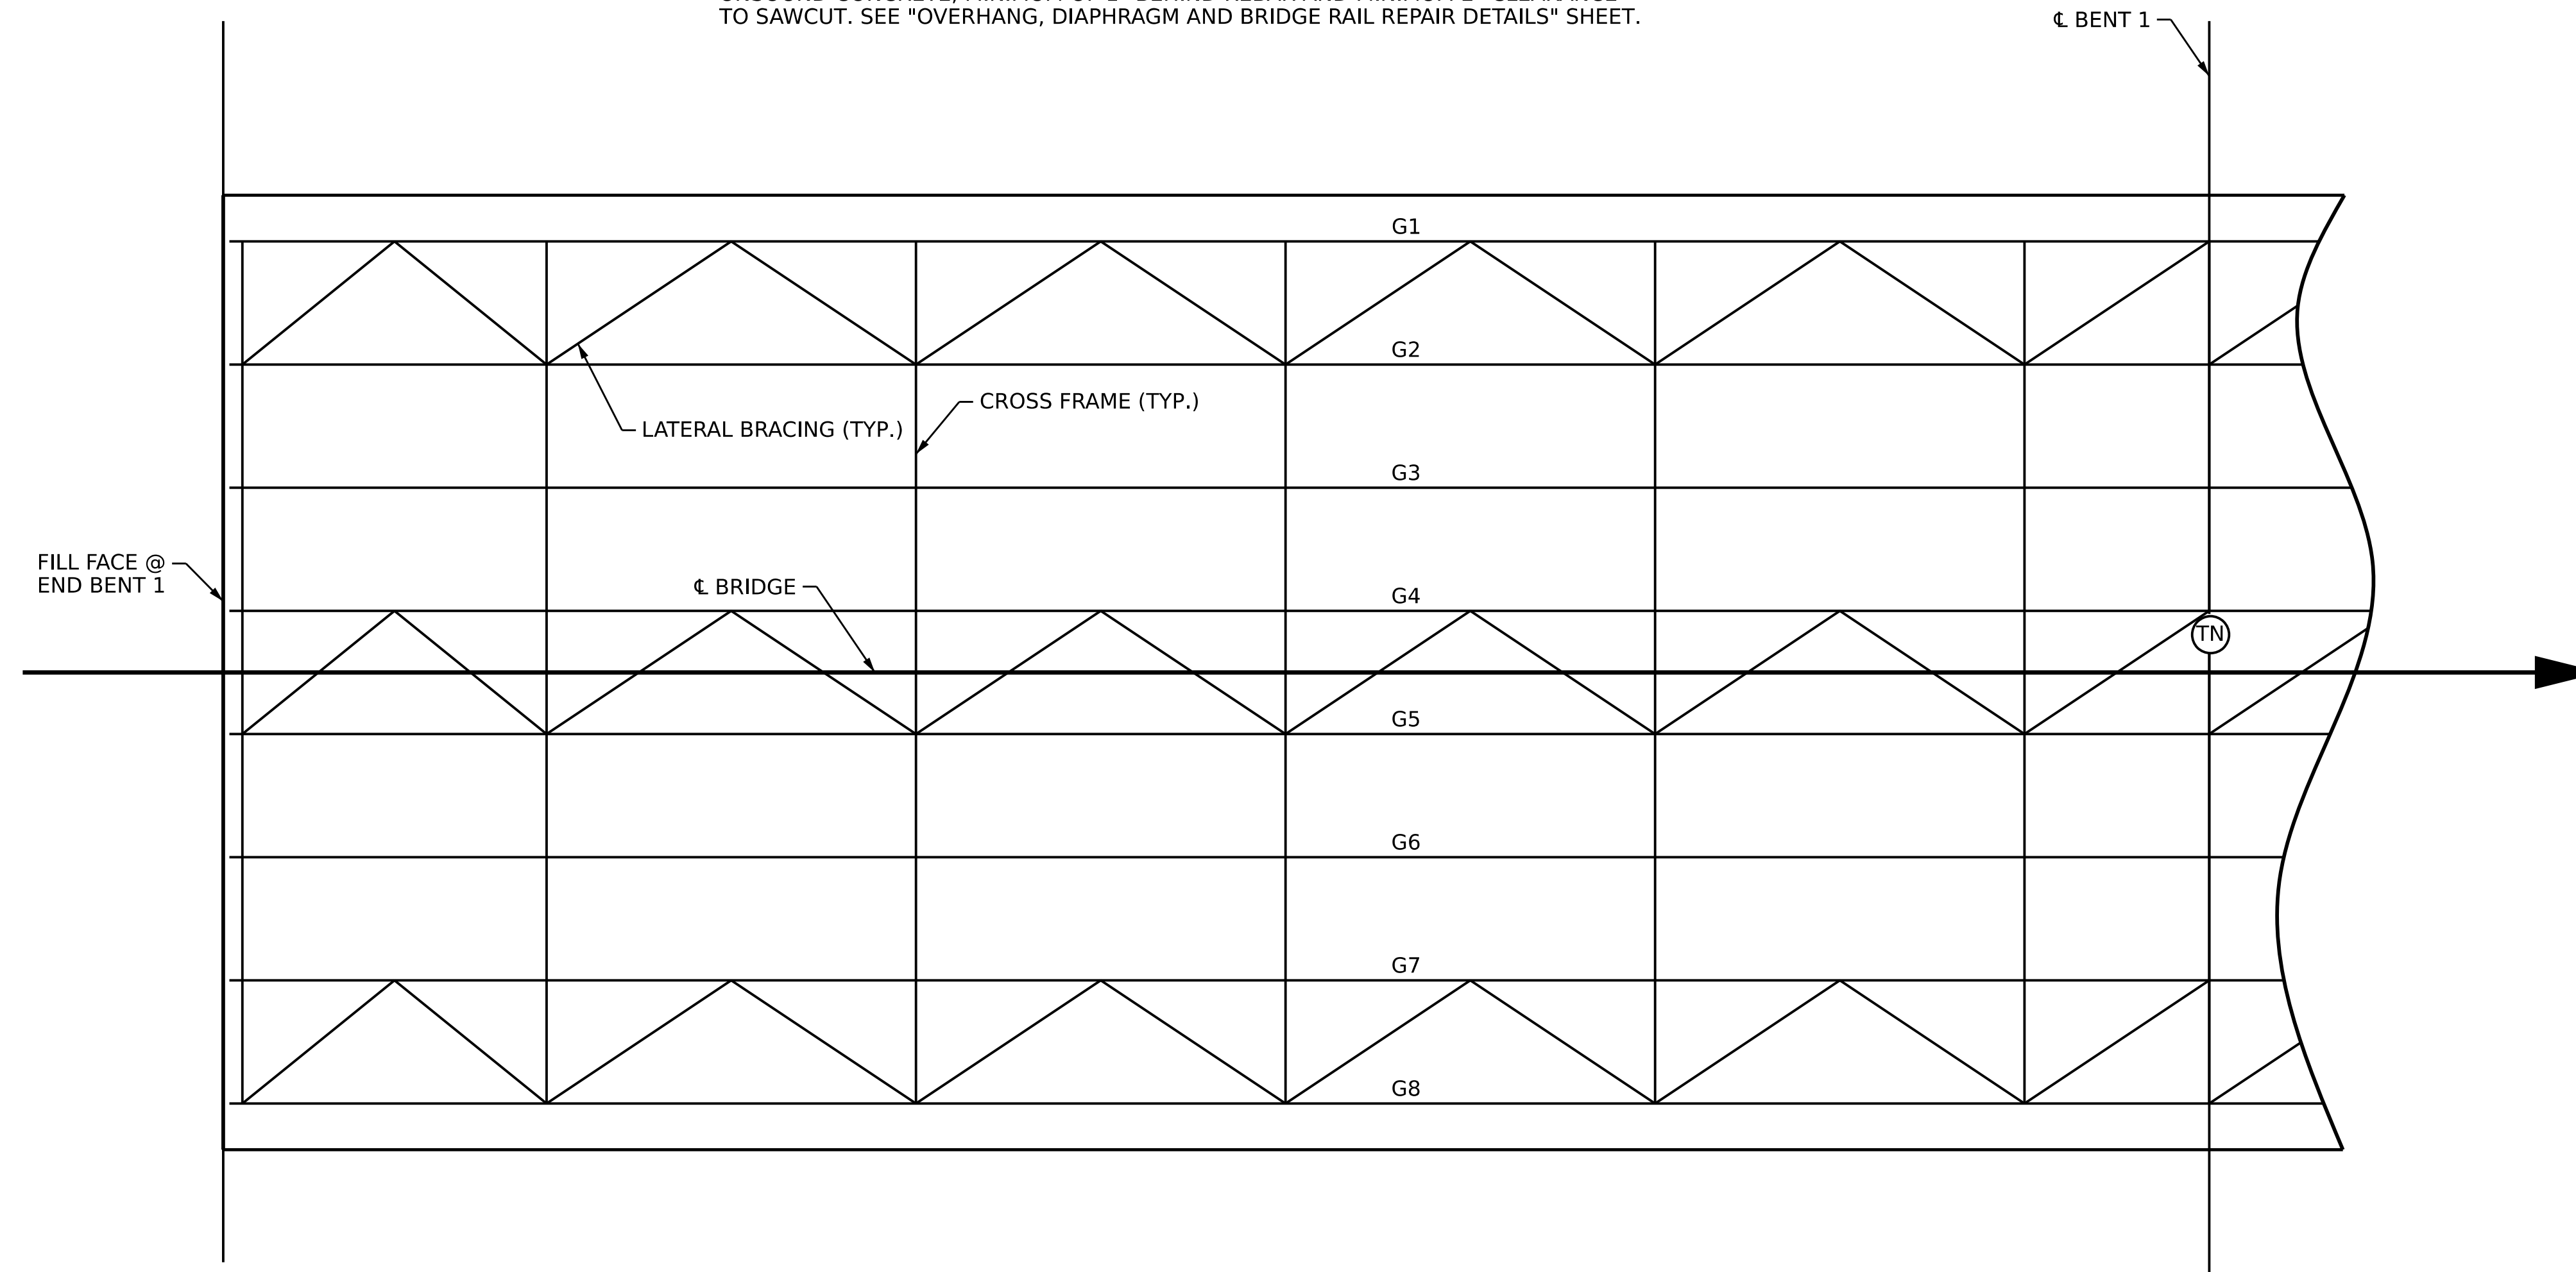 TO SAWCUT. SEE "OVERHANG, DIAPHRAGM AND BRIDGE RAIL REPAIR DETAILS" SHEET.
℄ BENT 1
G1
G2
CROSS FRAME (TYP.)
LATERAL BRACING (TYP.)
G3
FILL FACE @
END BENT 1
℄ BRIDGE
G4
TN
G5
G6
G7
G8